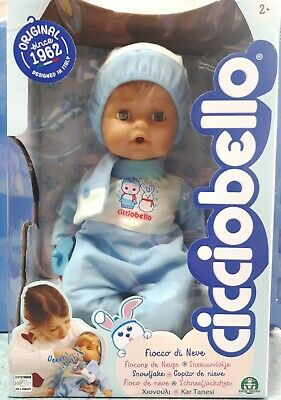 ORIGINAL
since
1962
DESIGNED IN ITALY
2+
cicciobello®
cicciobello
Fiocco di Neve
Flocons de Neige • Sneeuwvlokje
Snowflake • Copito de nieve
Floco de neve • Schneeflöckchen
Χιονούλη • Kar Tanesi